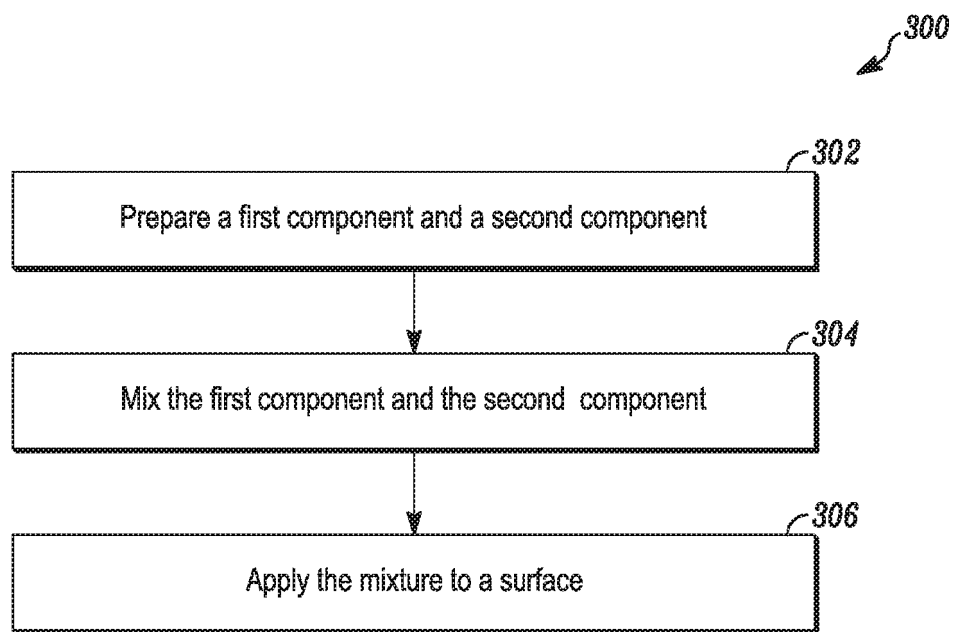 300
302
Prepare a first component and a second component
304
Mix the first component and the second component
306
Apply the mixture to a surface